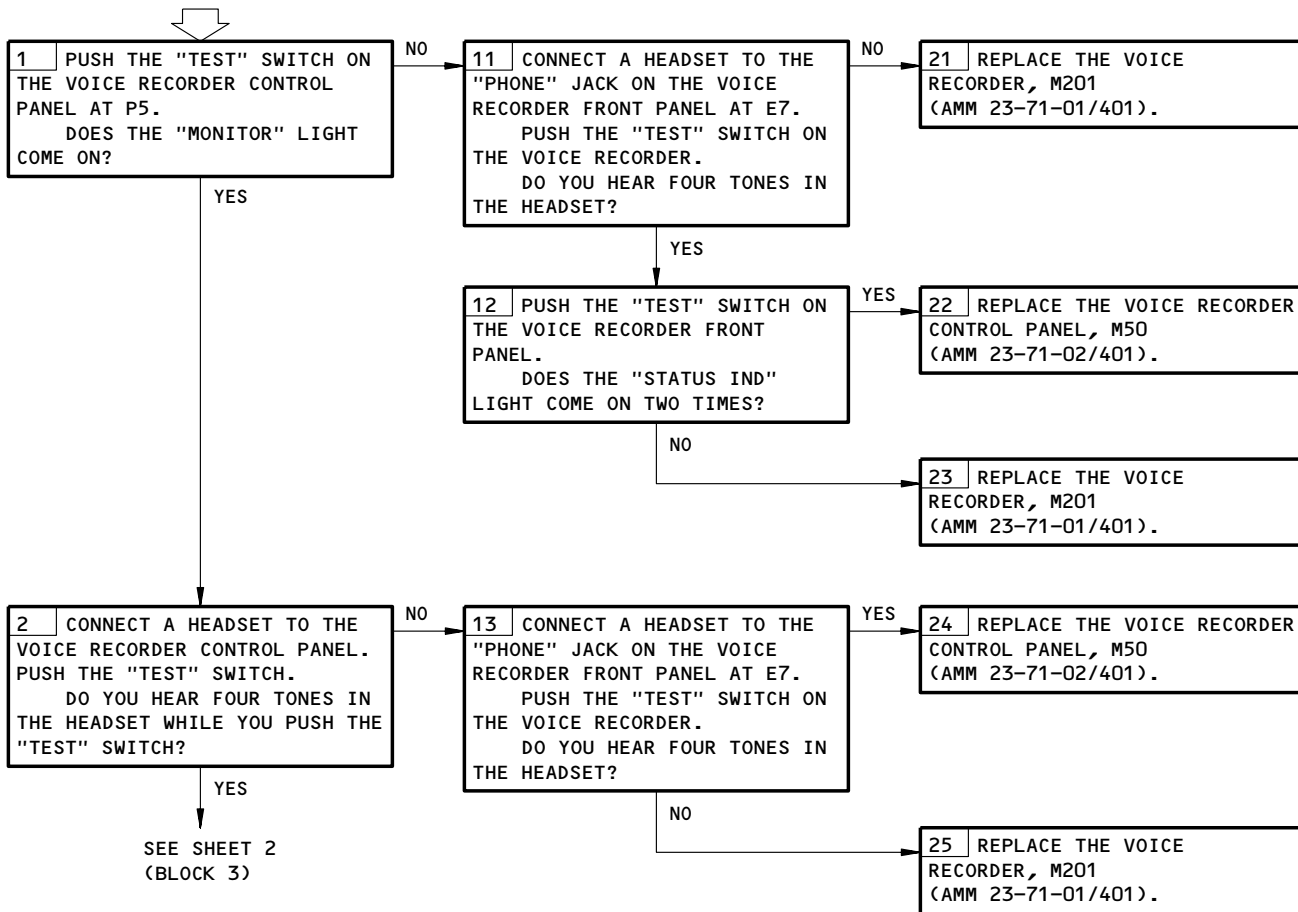 1 PUSH THE "TEST" SWITCH ON
THE VOICE RECORDER CONTROL
PANEL AT P5.
DOES THE "MONITOR" LIGHT
COME ON?
NO
11 CONNECT A HEADSET TO THE
"PHONE" JACK ON THE VOICE
RECORDER FRONT PANEL AT E7.
PUSH THE "TEST" SWITCH ON
THE VOICE RECORDER.
DO YOU HEAR FOUR TONES IN
THE HEADSET?
NO
21 REPLACE THE VOICE
RECORDER, M201
(AMM 23-71-01/401).
YES
YES
12 PUSH THE "TEST" SWITCH ON
THE VOICE RECORDER FRONT
PANEL.
DOES THE "STATUS IND"
LIGHT COME ON TWO TIMES?
YES
22 REPLACE THE VOICE RECORDER
CONTROL PANEL, M50
(AMM 23-71-02/401).
NO
23 REPLACE THE VOICE
RECORDER, M201
(AMM 23-71-01/401).
2 CONNECT A HEADSET TO THE
VOICE RECORDER CONTROL PANEL.
PUSH THE "TEST" SWITCH.
DO YOU HEAR FOUR TONES IN
THE HEADSET WHILE YOU PUSH THE
"TEST" SWITCH?
NO
13 CONNECT A HEADSET TO THE
"PHONE" JACK ON THE VOICE
RECORDER FRONT PANEL AT E7.
PUSH THE "TEST" SWITCH ON
THE VOICE RECORDER.
DO YOU HEAR FOUR TONES IN
THE HEADSET?
YES
24 REPLACE THE VOICE RECORDER
CONTROL PANEL, M50
(AMM 23-71-02/401).
YES
SEE SHEET 2
(BLOCK 3)
NO
25 REPLACE THE VOICE
RECORDER, M201
(AMM 23-71-01/401).